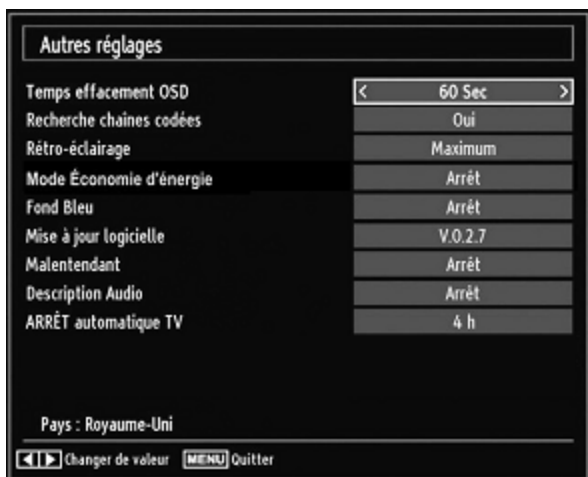 Autres réglages
Temps effacement OSD < 60 Sec >
Recherche chaînes codées Oui
Rétro-éclairage Maximum
Mode Économie d'énergie Arrêt
Fond Bleu Arrêt
Mise à jour logicielle V.0.2.7
Malentendant Arrêt
Description Audio Arrêt
ARRÊT automatique TV 4 h
Pays : Royaume-Uni
Changer de valeur MENU Quitter